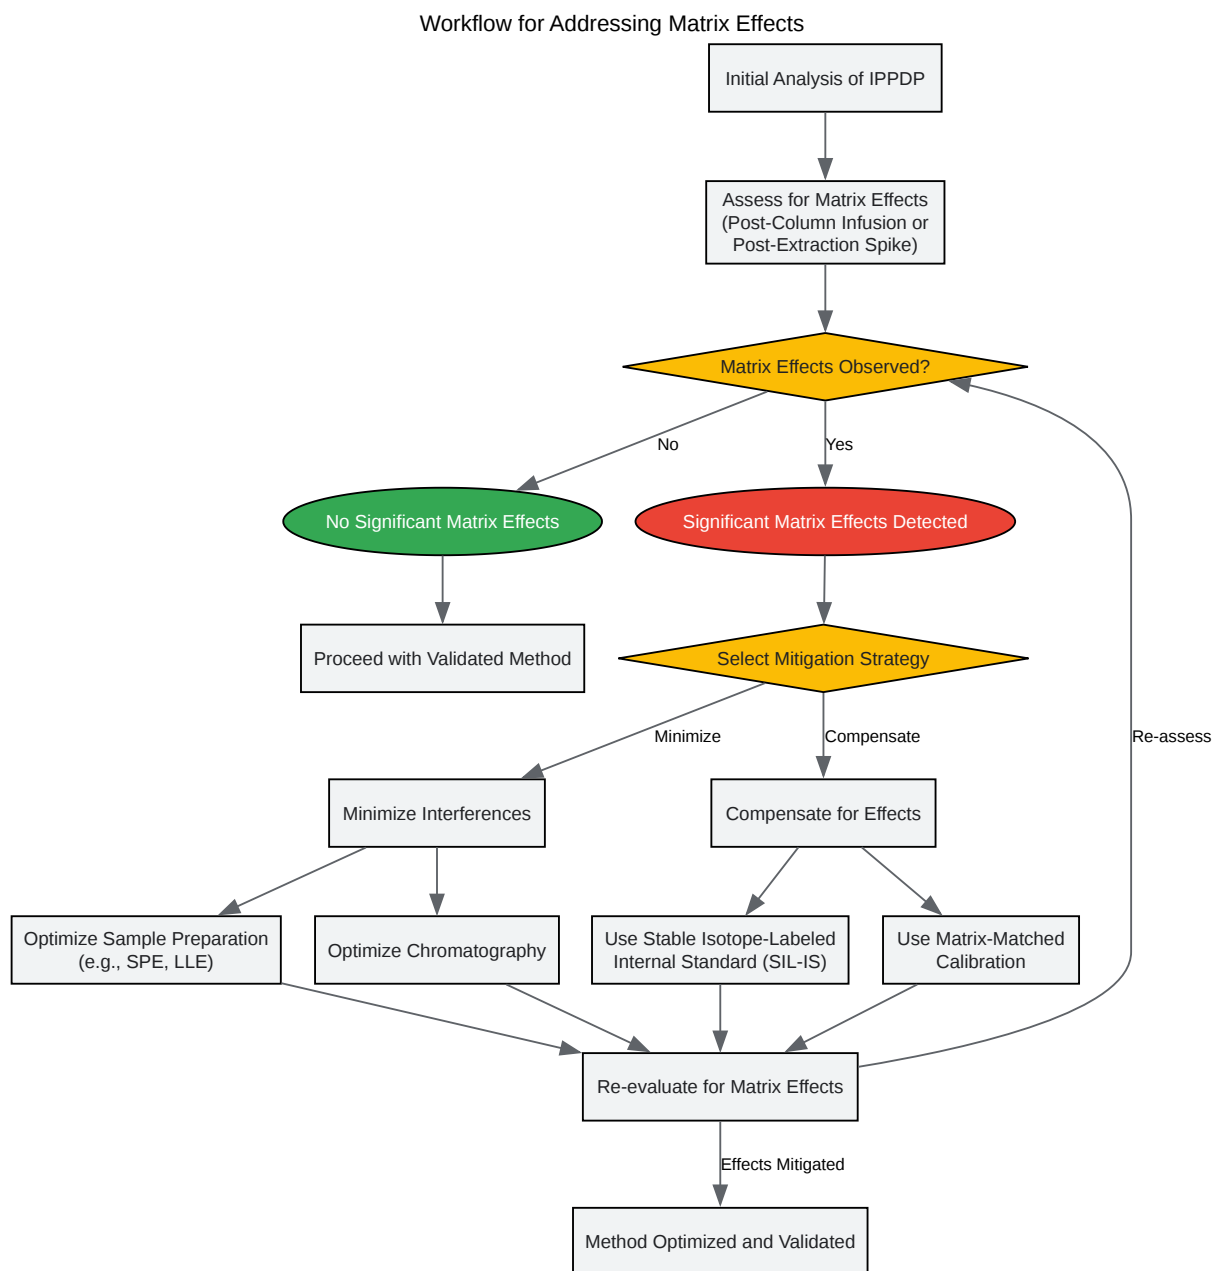 Workflow for Addressing Matrix Effects
Initial Analysis of IPPDP
Assess for Matrix Effects
(Post-Column Infusion or
Post-Extraction Spike)
Matrix Effects Observed?
No
Yes
No Significant Matrix Effects
Significant Matrix Effects Detected
Proceed with Validated Method
Select Mitigation Strategy
Minimize
Compensate
Re-assess
Minimize Interferences
Compensate for Effects
Optimize Sample Preparation
(e.g., SPE, LLE)
Optimize Chromatography
Use Stable Isotope-Labeled
Internal Standard (SIL-IS)
Use Matrix-Matched
Calibration
Re-evaluate for Matrix Effects
Effects Mitigated
Method Optimized and Validated